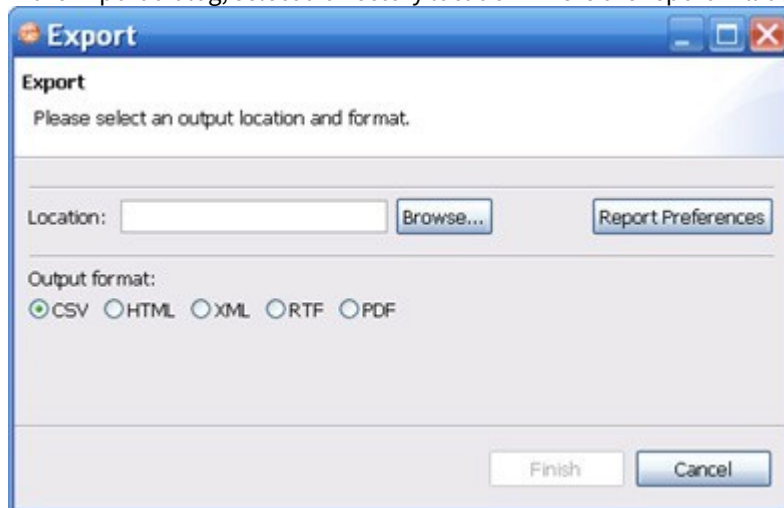 Export
Export
Please select an output location and format.
Location: Browse... Report Preferences
Output format:
CSV HTML XML RTF PDF
Finish Cancel